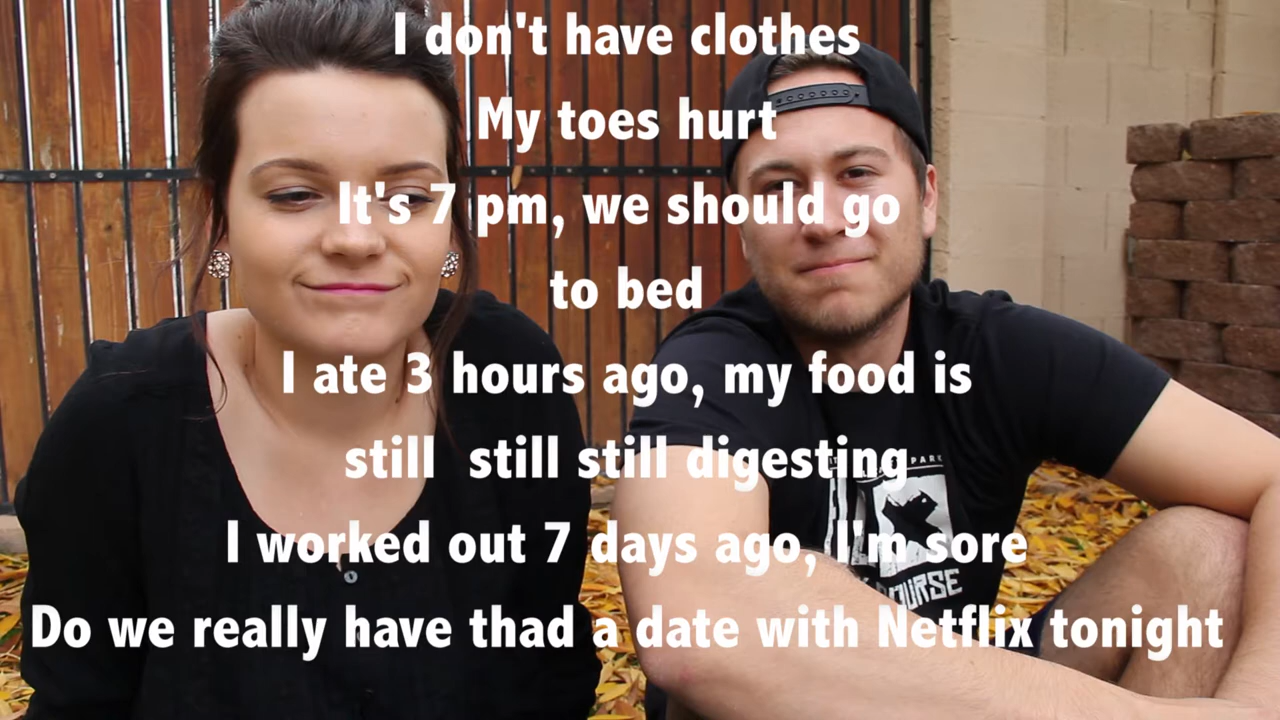 I don't have clothes
My toes hurt
It's 7 pm, we should go
to bed
I ate 3 hours ago, my food is
still  still still digesting
I worked out 7 days ago, I'm sore
Do we really have thad a date with Netflix tonight
PARK